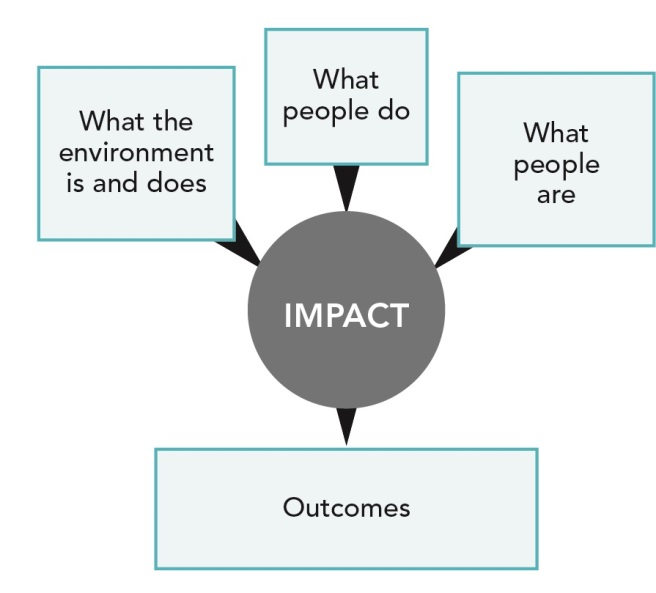 What the
environment
is and does
What
people do
What
people
are
IMPACT
Outcomes